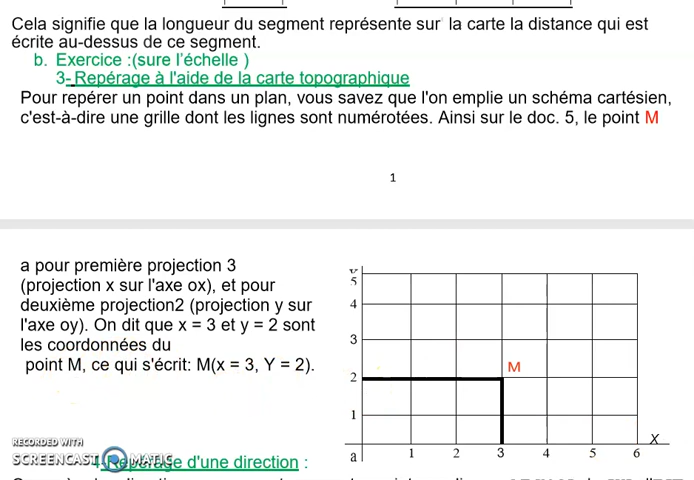 Cela signifie que la longueur du segment représente sur la carte la distance qui est
écrite au-dessus de ce segment.
b. Exercice :(sure l'échelle )
3- Repérage à l'aide de la carte topographique
Pour repérer un point dans un plan, vous savez que l'on emplie un schéma cartésien,
c'est-à-dire une grille dont les lignes sont numérotées. Ainsi sur le doc. 5, le point M
1
a pour première projection 3
(projection x sur l'axe ox), et pour
deuxième projection2 (projection y sur
l'axe oy). On dit que x = 3 et y = 2 sont
les coordonnées du
point M, ce qui s'écrit: M(x = 3, Y = 2).
y
5
4
3
M
2
1
X
a 1 2 3 4 5 6
RECORDED WITH
SCREENCAST MATIC
Repérage d'une direction :